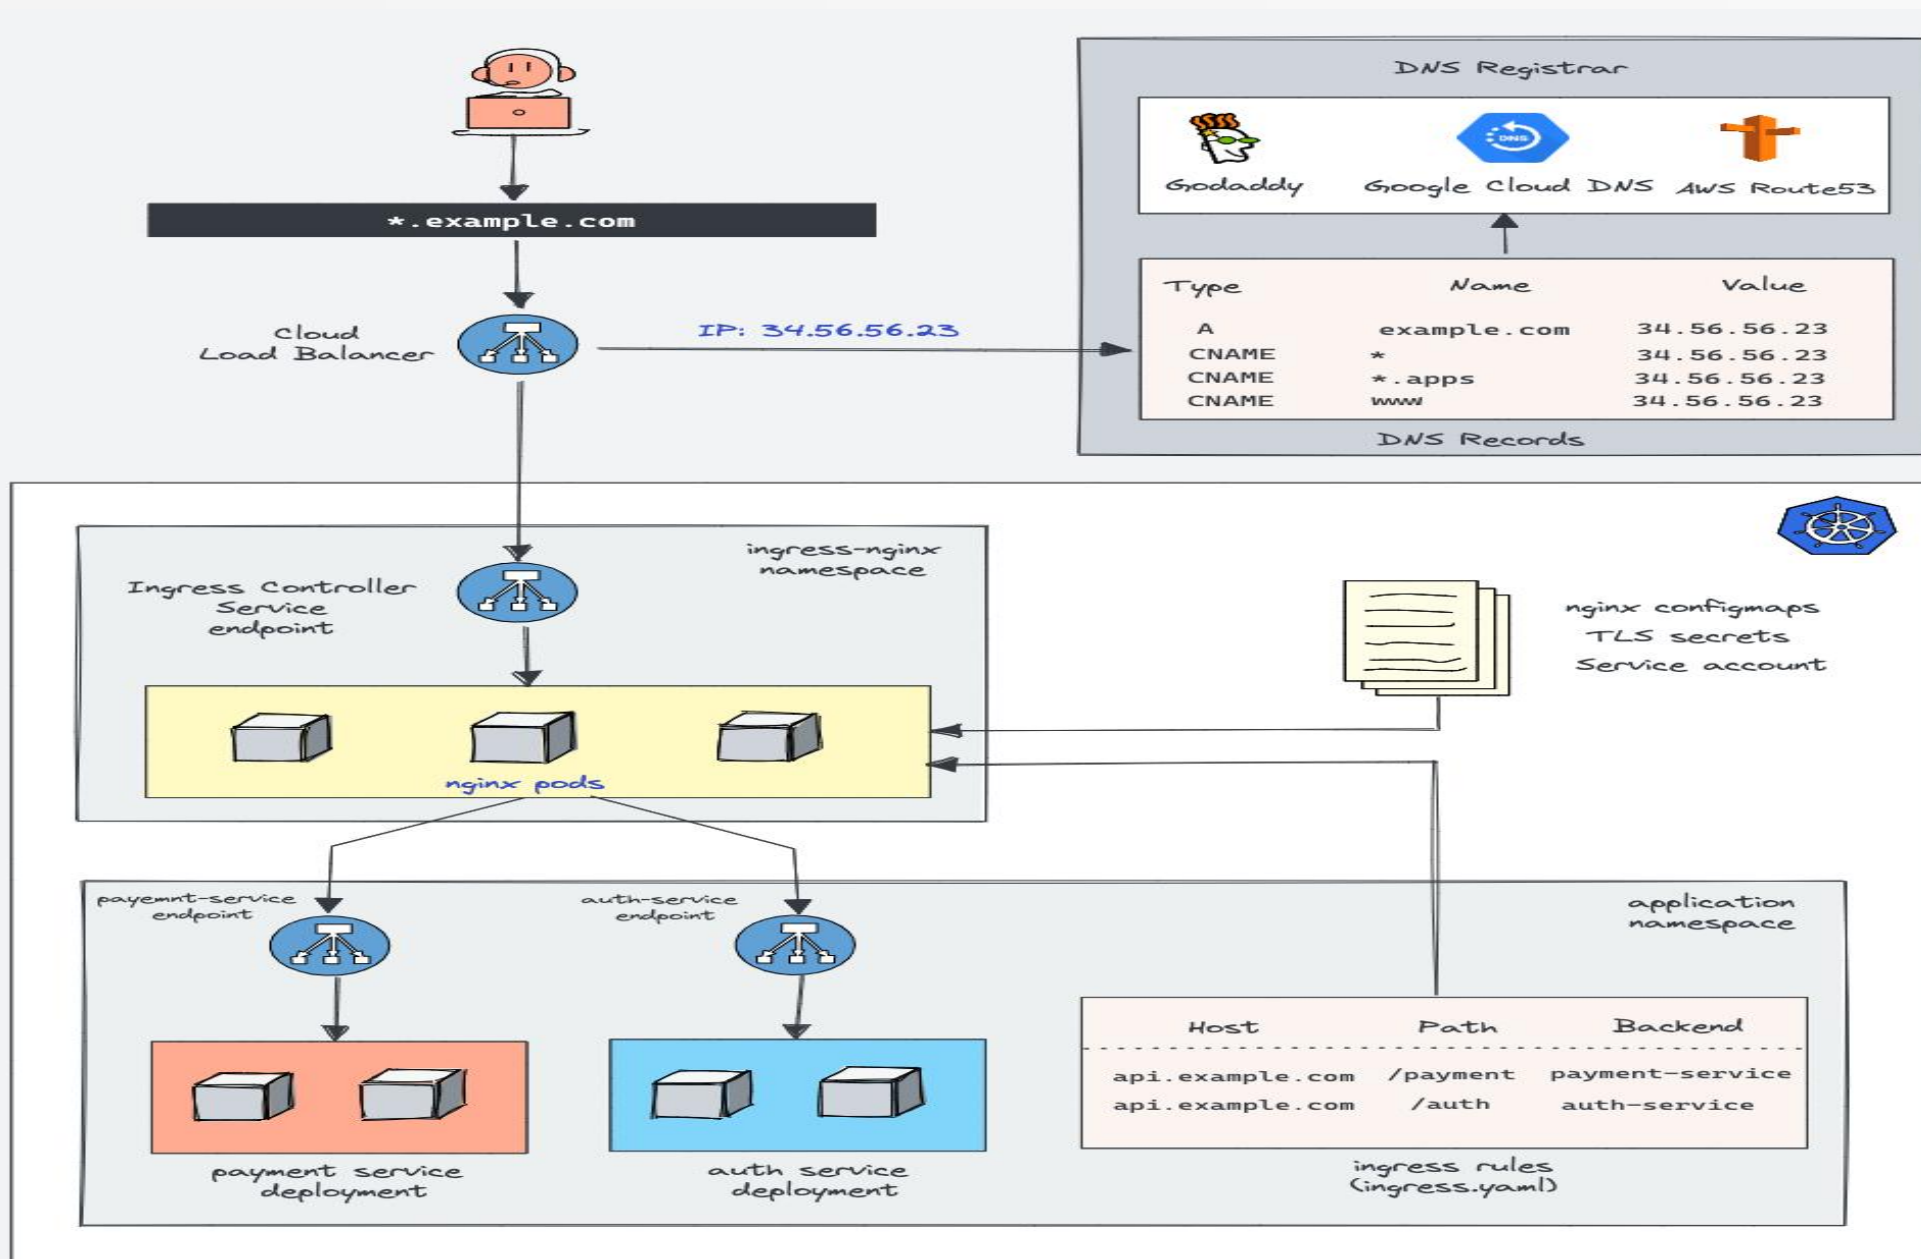 DNS Registrar
DNS
Godaddy
Google Cloud DNS
AWS Route53
*.example.com
Type Name Value
A example.com 34.56.56.23
CNAME * 34.56.56.23
CNAME *.apps 34.56.56.23
CNAME www 34.56.56.23
DNS Records
Cloud
Load Balancer
IP: 34.56.56.23
ingress-nginx
namespace
Ingress Controller
Service
endpoint
nginx configmaps
TLS secrets
Service account
nginx pods
payemnt-service
endpoint
auth-service
endpoint
application
namespace
Host Path Backend
api.example.com /payment payment-service
api.example.com /auth auth-service
payment service
deployment
auth service
deployment
ingress rules
(ingress.yaml)